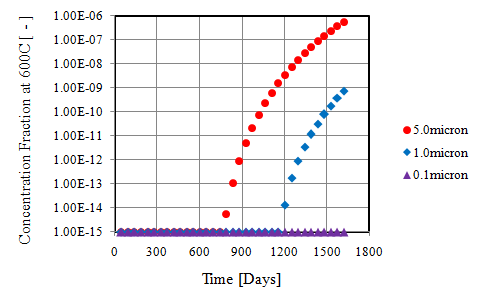 Concentration Fraction at 600C [ - ]
1.00E-06
1.00E-07
1.00E-08
1.00E-09
1.00E-10
1.00E-11
1.00E-12
1.00E-13
1.00E-14
1.00E-15
0 300 600 900 1200 1500 1800
Time [Days]
5.0micron
1.0micron
0.1micron